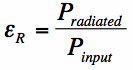 ε_R = P_radiated / P_input